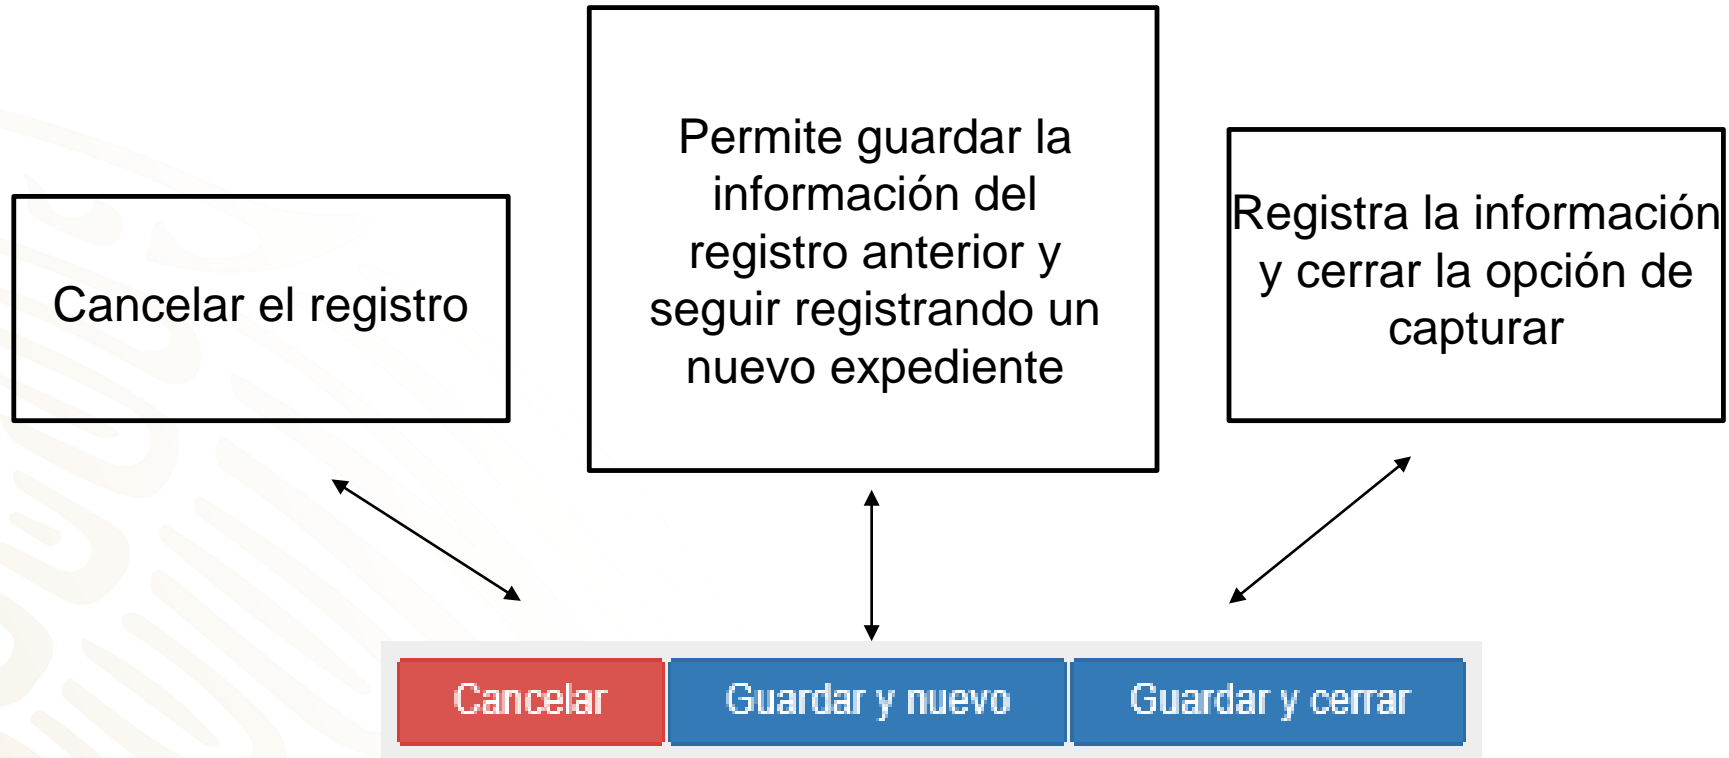 Cancelar el registro
Permite guardar la
información del
registro anterior y
seguir registrando un
nuevo expediente
Registra la información
y cerrar la opción de
capturar
Cancelar
Guardar y nuevo
Guardar y cerrar